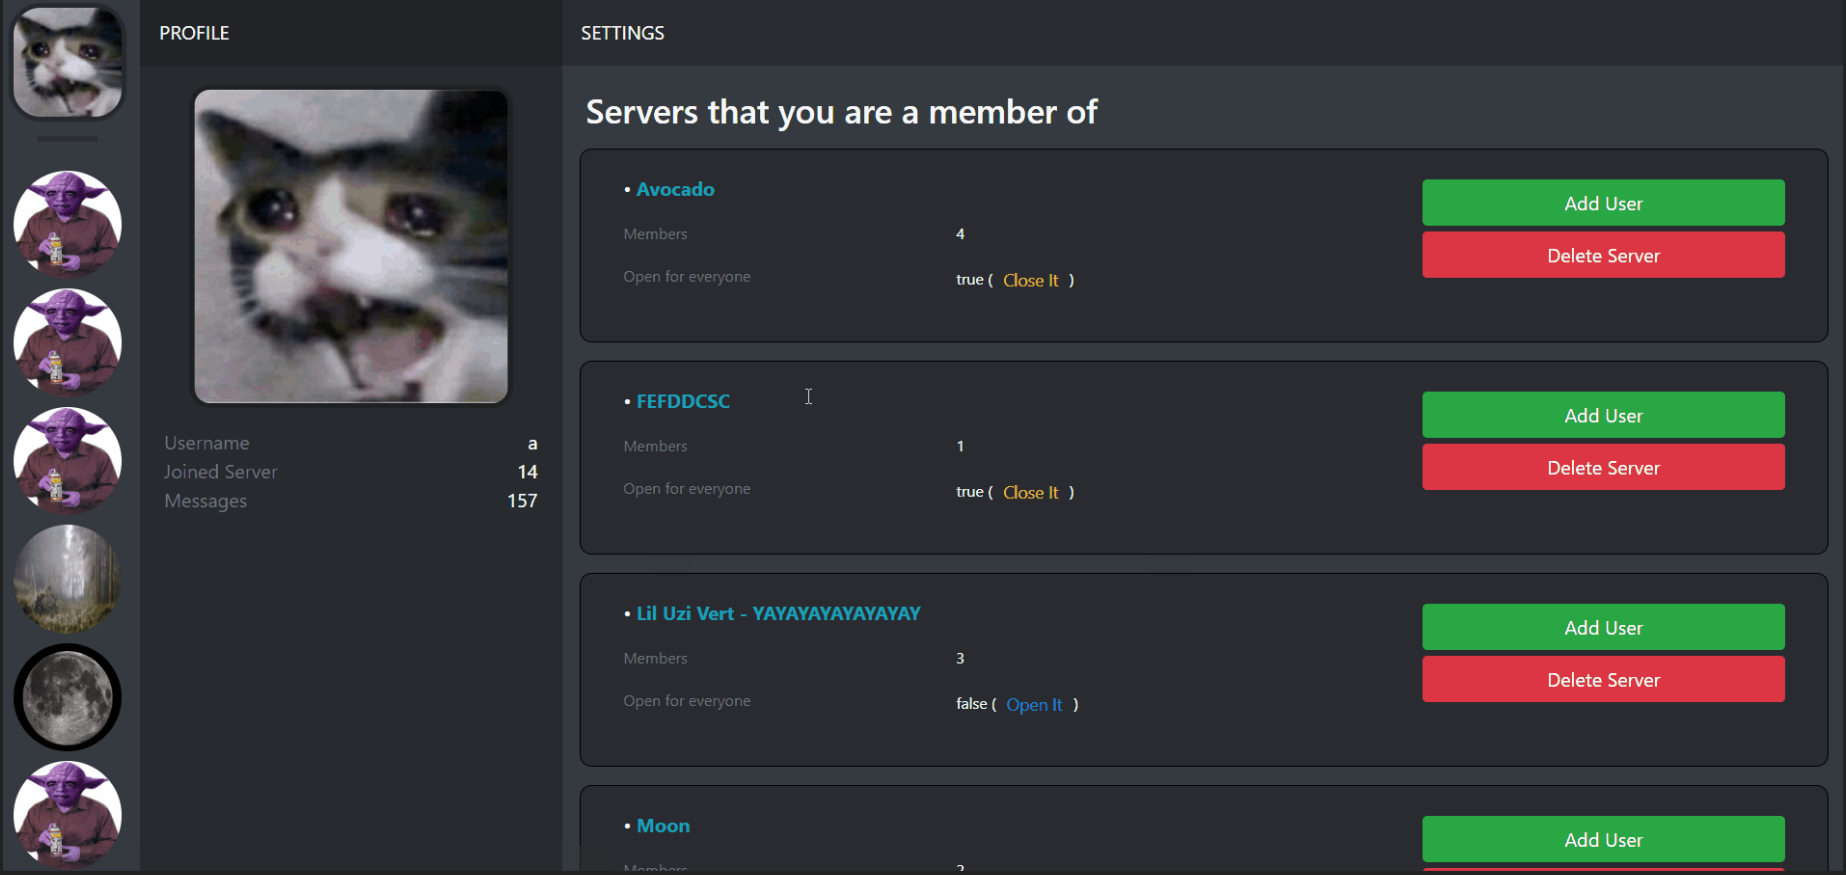 PROFILE
SETTINGS
Servers that you are a member of
• Avocado
Add User
Members 4
Delete Server
Open for everyone true ( Close It )
• FEFDDCSC
Add User
Members 1
Delete Server
Open for everyone true ( Close It )
Username a
Joined Server 14
Messages 157
• Lil Uzi Vert - YAYAYAYAYAYAYAY
Add User
Members 3
Delete Server
Open for everyone false ( Open It )
• Moon
Add User
Members 2